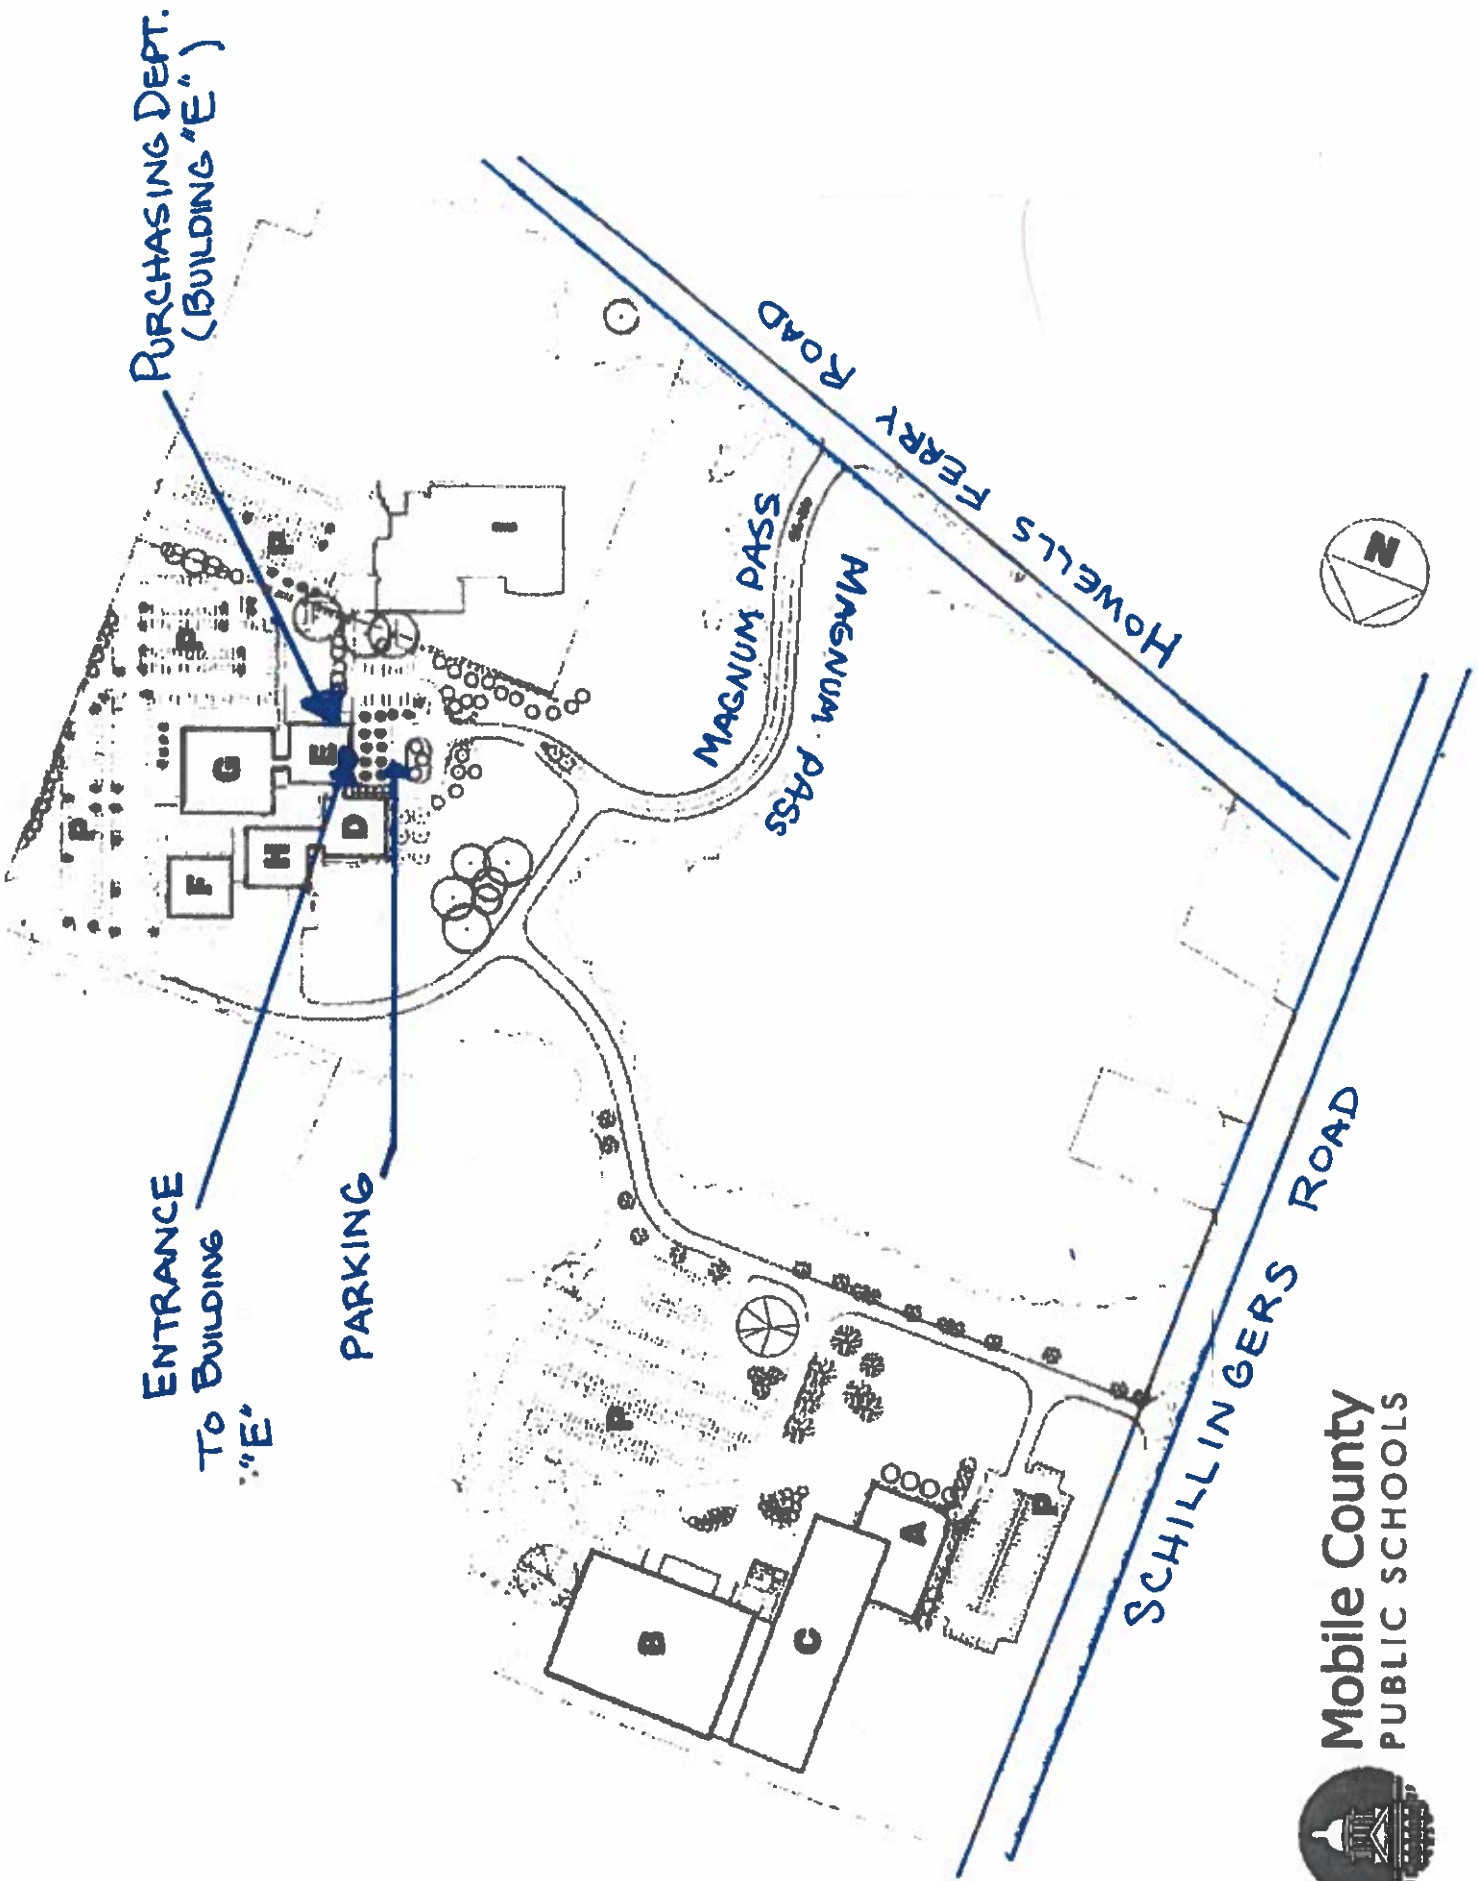 PURCHASING DEPT.
(BUILDING "E")
ENTRANCE
TO BUILDING
"E"
PARKING
P
P
P
F
H
G
E
D
I
MAGNUM PASS
MAGNUM PASS
HOWELLS FERRY ROAD
N
P
B
C
A
P
SCHILLINGERS ROAD
Mobile County
PUBLIC SCHOOLS